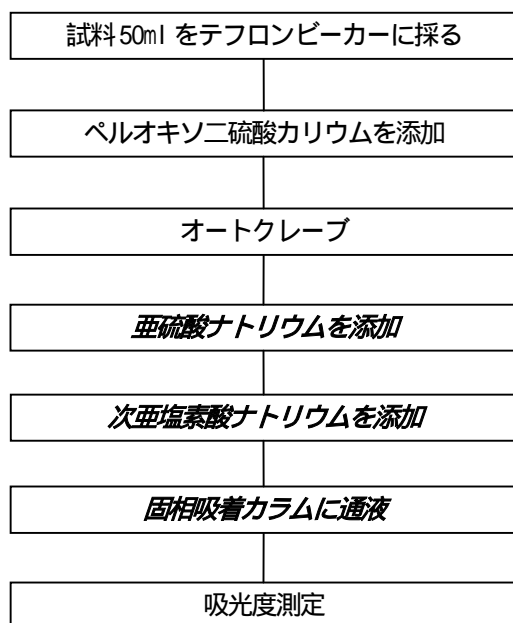 試料50mlをテフロンビーカーに採る
ペルオキソ二硫酸カリウムを添加
オートクレーブ
亜硫酸ナトリウムを添加
次亜塩素酸ナトリウムを添加
固相吸着カラムに通液
吸光度測定